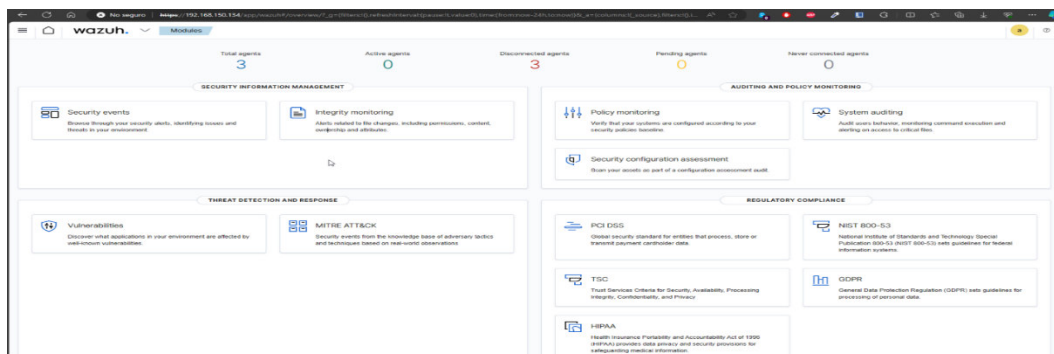 No seguro
https://192.168.150.154/app/wazuh#/overview/
wazuh.
Modules
a
Total agents
3
Active agents
0
Disconnected agents
3
Pending agents
0
Never connected agents
0
SECURITY INFORMATION MANAGEMENT
Security events
Browse through your security alerts, identifying issues and
threats in your environment
Integrity monitoring
Alerts related to file changes, including permissions, content,
ownership and attributes.
AUDITING AND POLICY MONITORING
Policy monitoring
Verify that your systems are configured according to your
security policies baseline.
System auditing
Audit users behavior, monitoring command execution and
alerting on access to critical files.
Security configuration assessment
Scan your assets as part of a configuration assessment audit.
THREAT DETECTION AND RESPONSE
Vulnerabilities
Discover what applications in your environment are affected by
well-known vulnerabilities.
MITRE ATT&CK
Security events from the knowledge base of adversary tactics
and techniques based on real-world observations
REGULATORY COMPLIANCE
PCI DSS
Global security standard for entities that process, store or
transmit payment cardholder data.
NIST 800-53
National Institute of Standards and Technology Special
Publication 800-53 (NIST 800-53) sets guidelines for federal
information systems.
TSC
Trust Services Criteria for Security, Availability, Processing
Integrity, Confidentiality, and Privacy
GDPR
General Data Protection Regulation (GDPR) sets guidelines for
processing of personal data.
HIPAA
Health Insurance Portability and Accountability Act of 1996
(HIPAA) provides data privacy and security provisions for
safeguarding medical information.